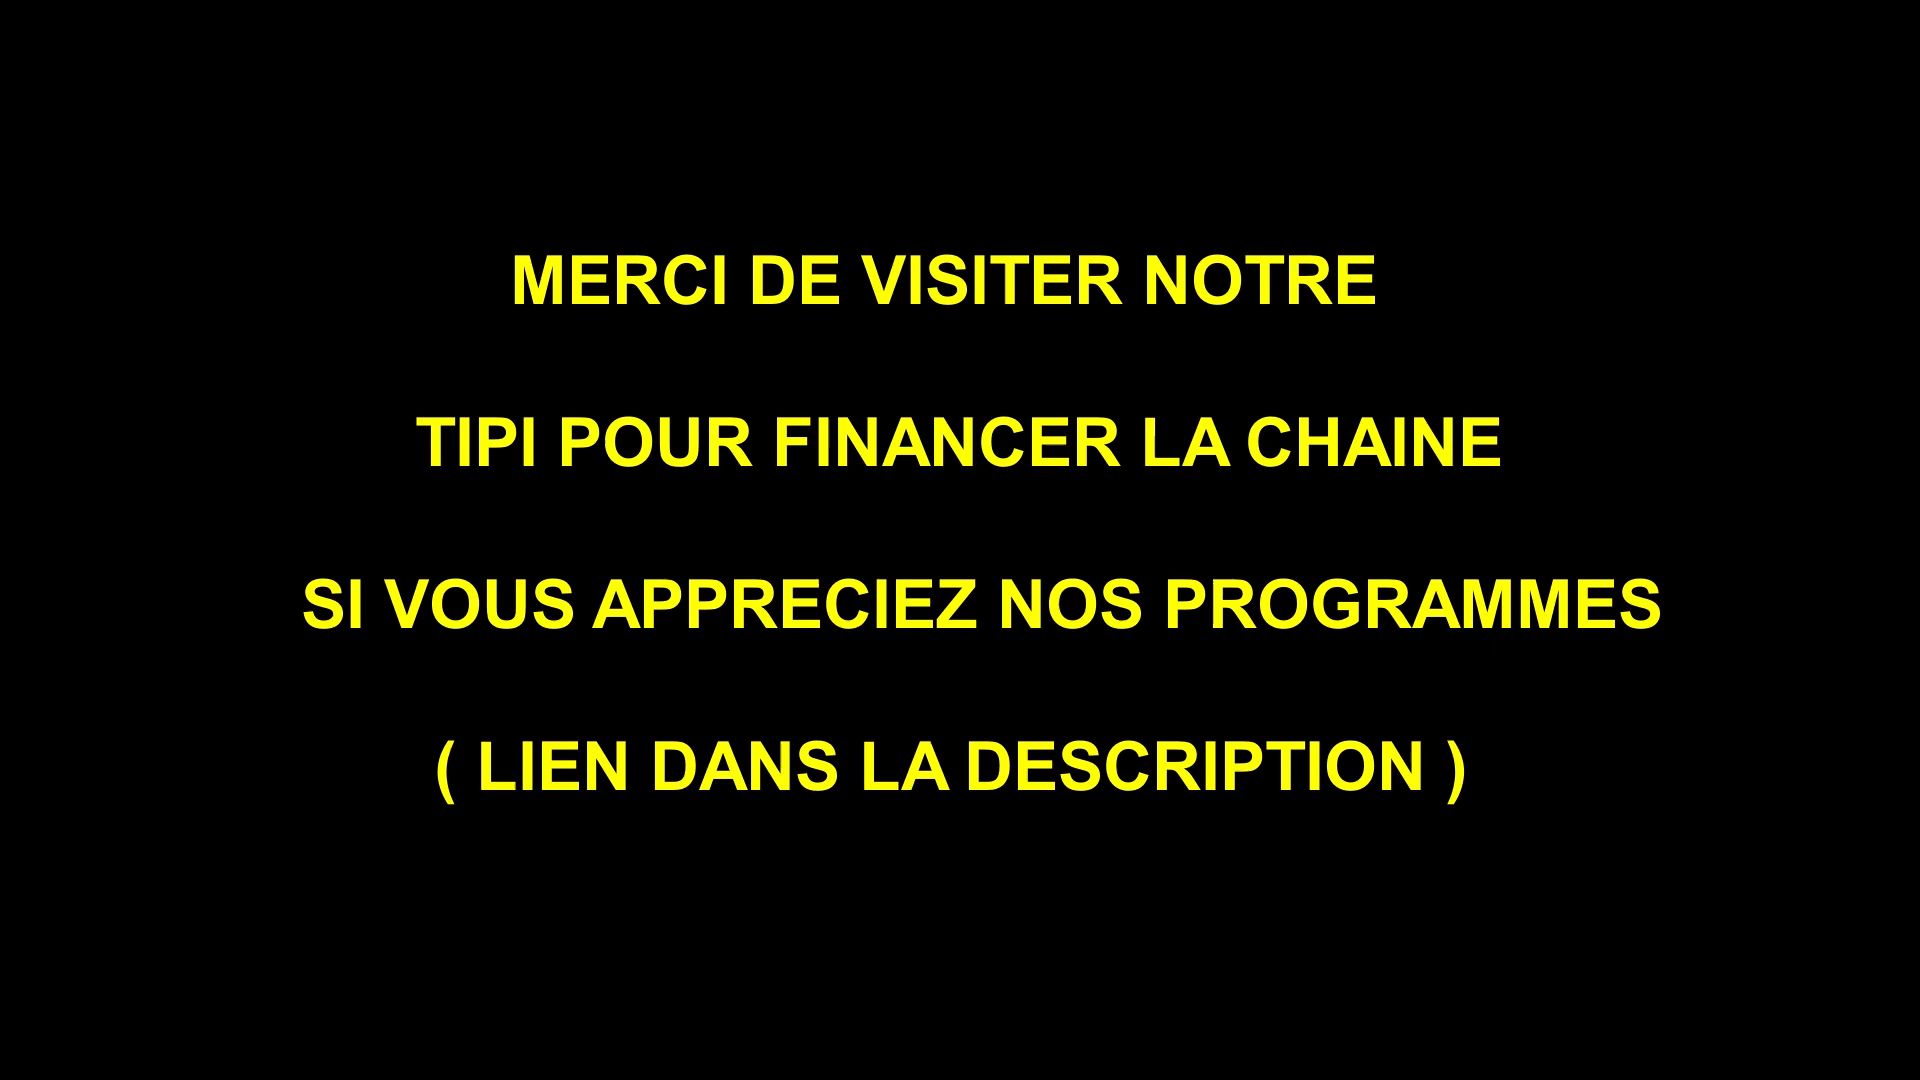 MERCI DE VISITER NOTRE
TIPI POUR FINANCER LA CHAINE
SI VOUS APPRECIEZ NOS PROGRAMMES
( LIEN DANS LA DESCRIPTION )